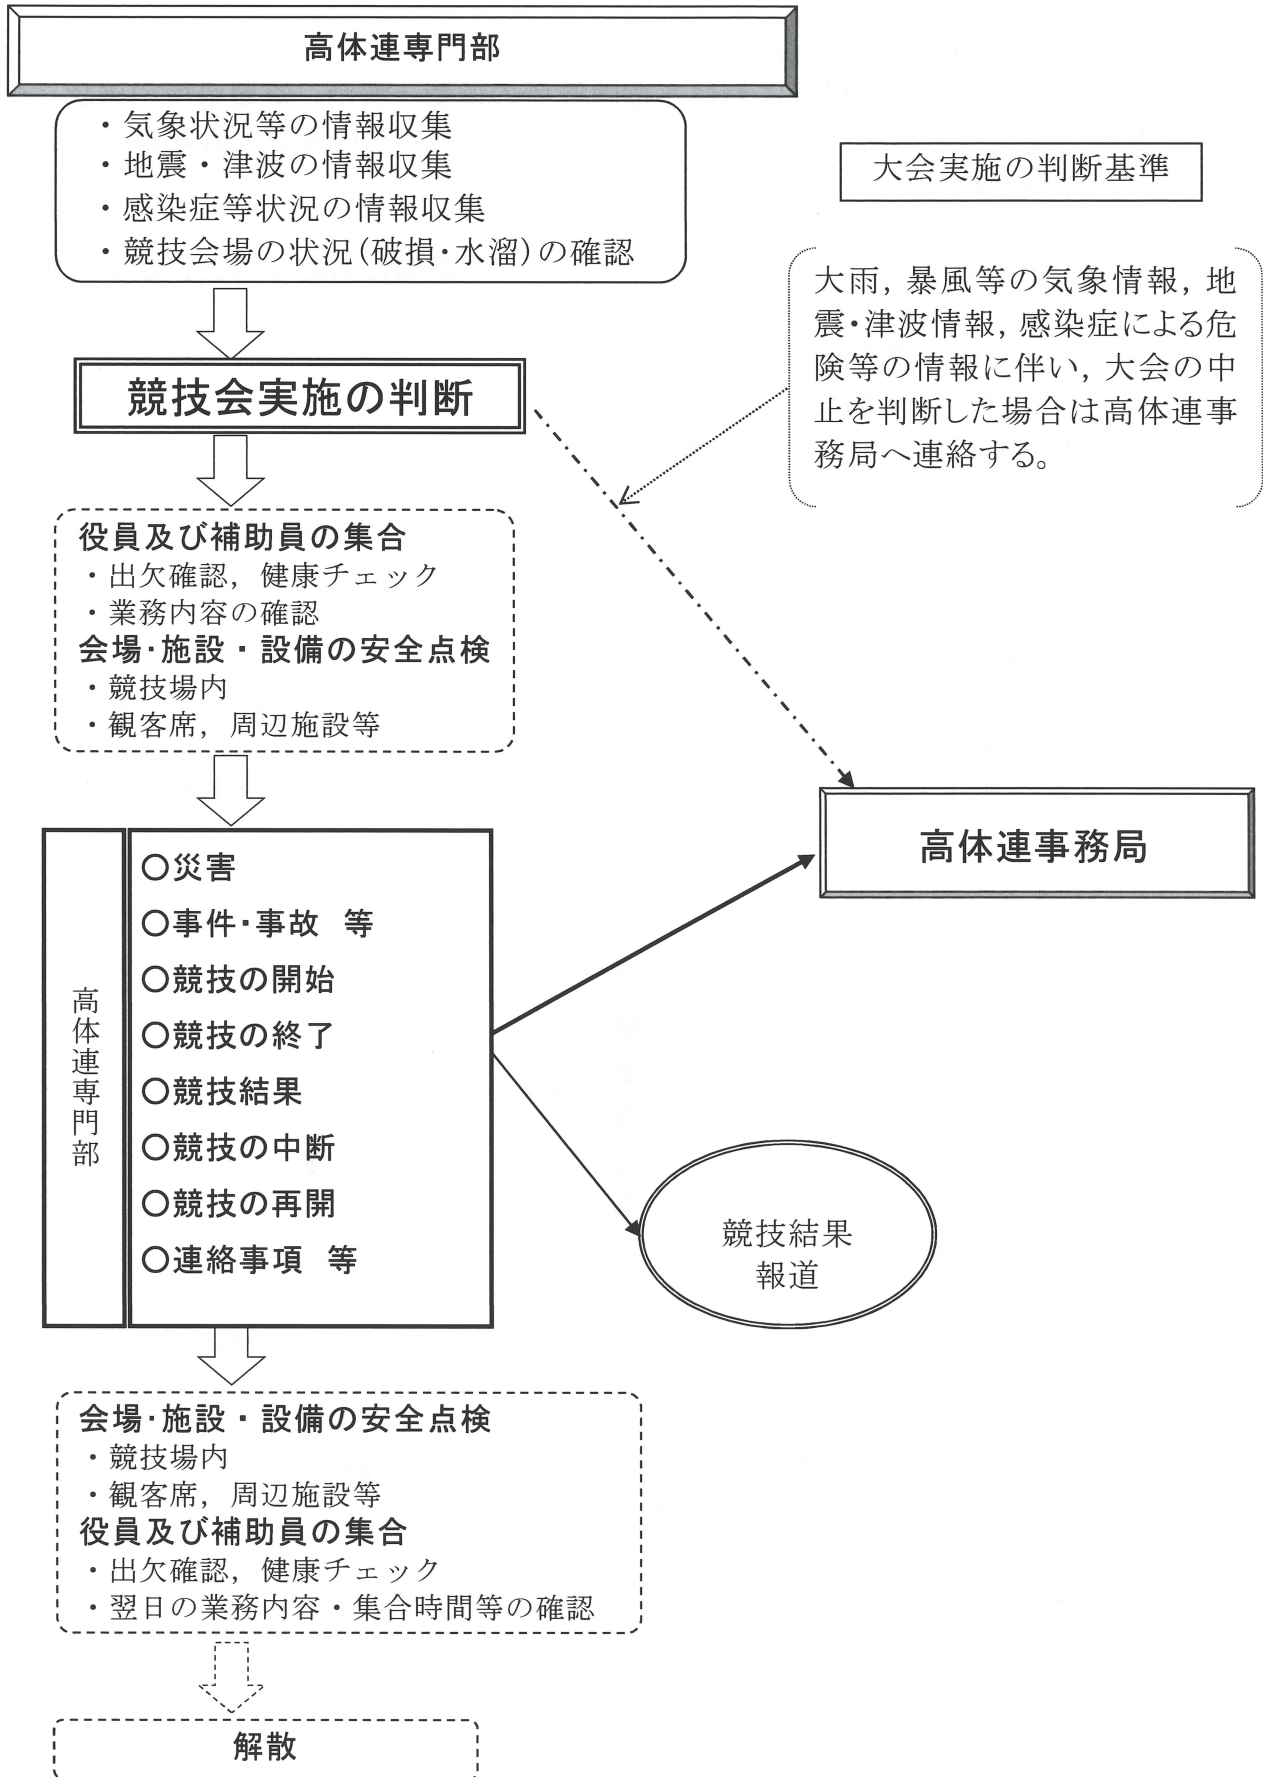 高体連専門部
・気象状況等の情報収集
・地震・津波の情報収集
・感染症等状況の情報収集
・競技会場の状況(破損・水溜)の確認
大会実施の判断基準
大雨, 暴風等の気象情報, 地
震・津波情報, 感染症による危
険等の情報に伴い, 大会の中
止を判断した場合は高体連事
務局へ連絡する。
競技会実施の判断
役員及び補助員の集合
・出欠確認, 健康チェック
・業務内容の確認
会場・施設・設備の安全点検
・競技場内
・観客席, 周辺施設等
高体連事務局
高体連専門部
○災害
○事件・事故 等
○競技の開始
○競技の終了
○競技結果
○競技の中断
○競技の再開
○連絡事項 等
競技結果
報道
会場・施設・設備の安全点検
・競技場内
・観客席, 周辺施設等
役員及び補助員の集合
・出欠確認, 健康チェック
・翌日の業務内容・集合時間等の確認
解散